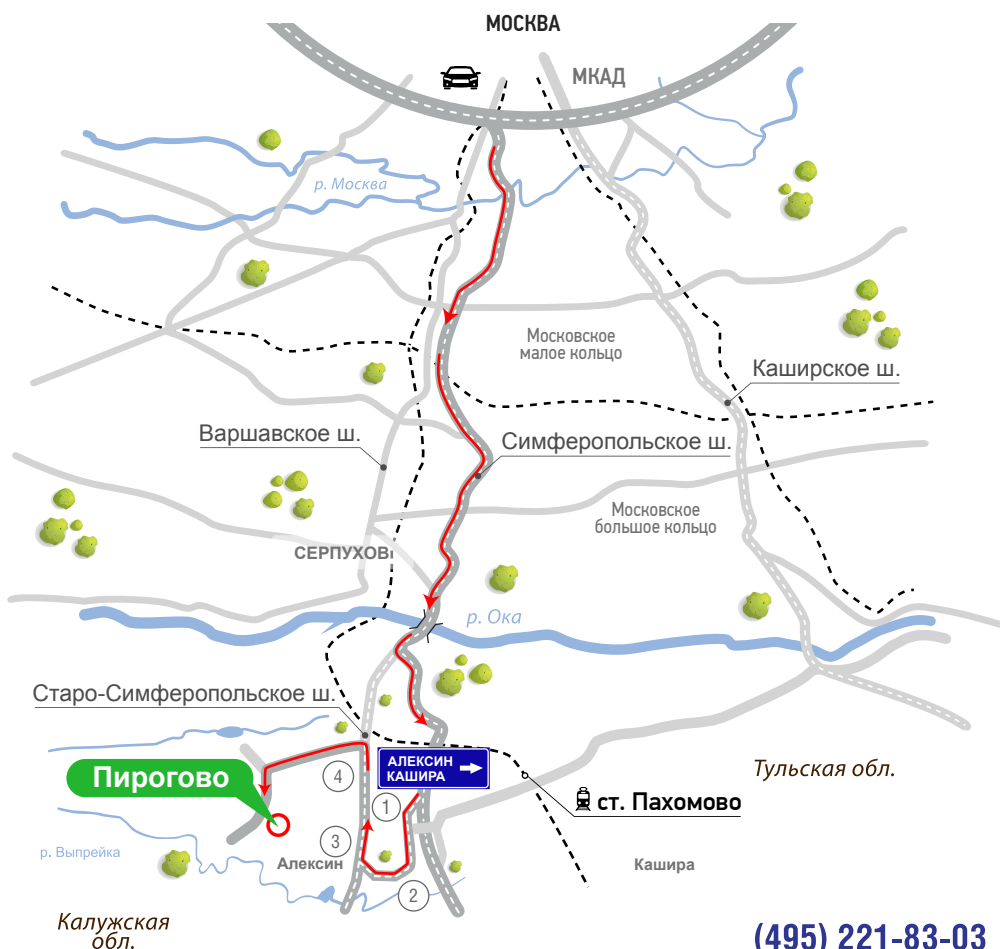 МОСКВА
МКАД
р. Москва
Московское
малое кольцо
Каширское ш.
Варшавское ш.
Симферопольское ш.
Московское
большое кольцо
СЕРПУХОВ
р. Ока
Старо-Симферопольское ш.
АЛЕКСИН
КАШИРА
Пирогово
4
1
3
2
Тульская обл.
ст. Пахомово
р. Выпрейка
Алексин
Кашира
Калужская
обл.
(495) 221-83-03